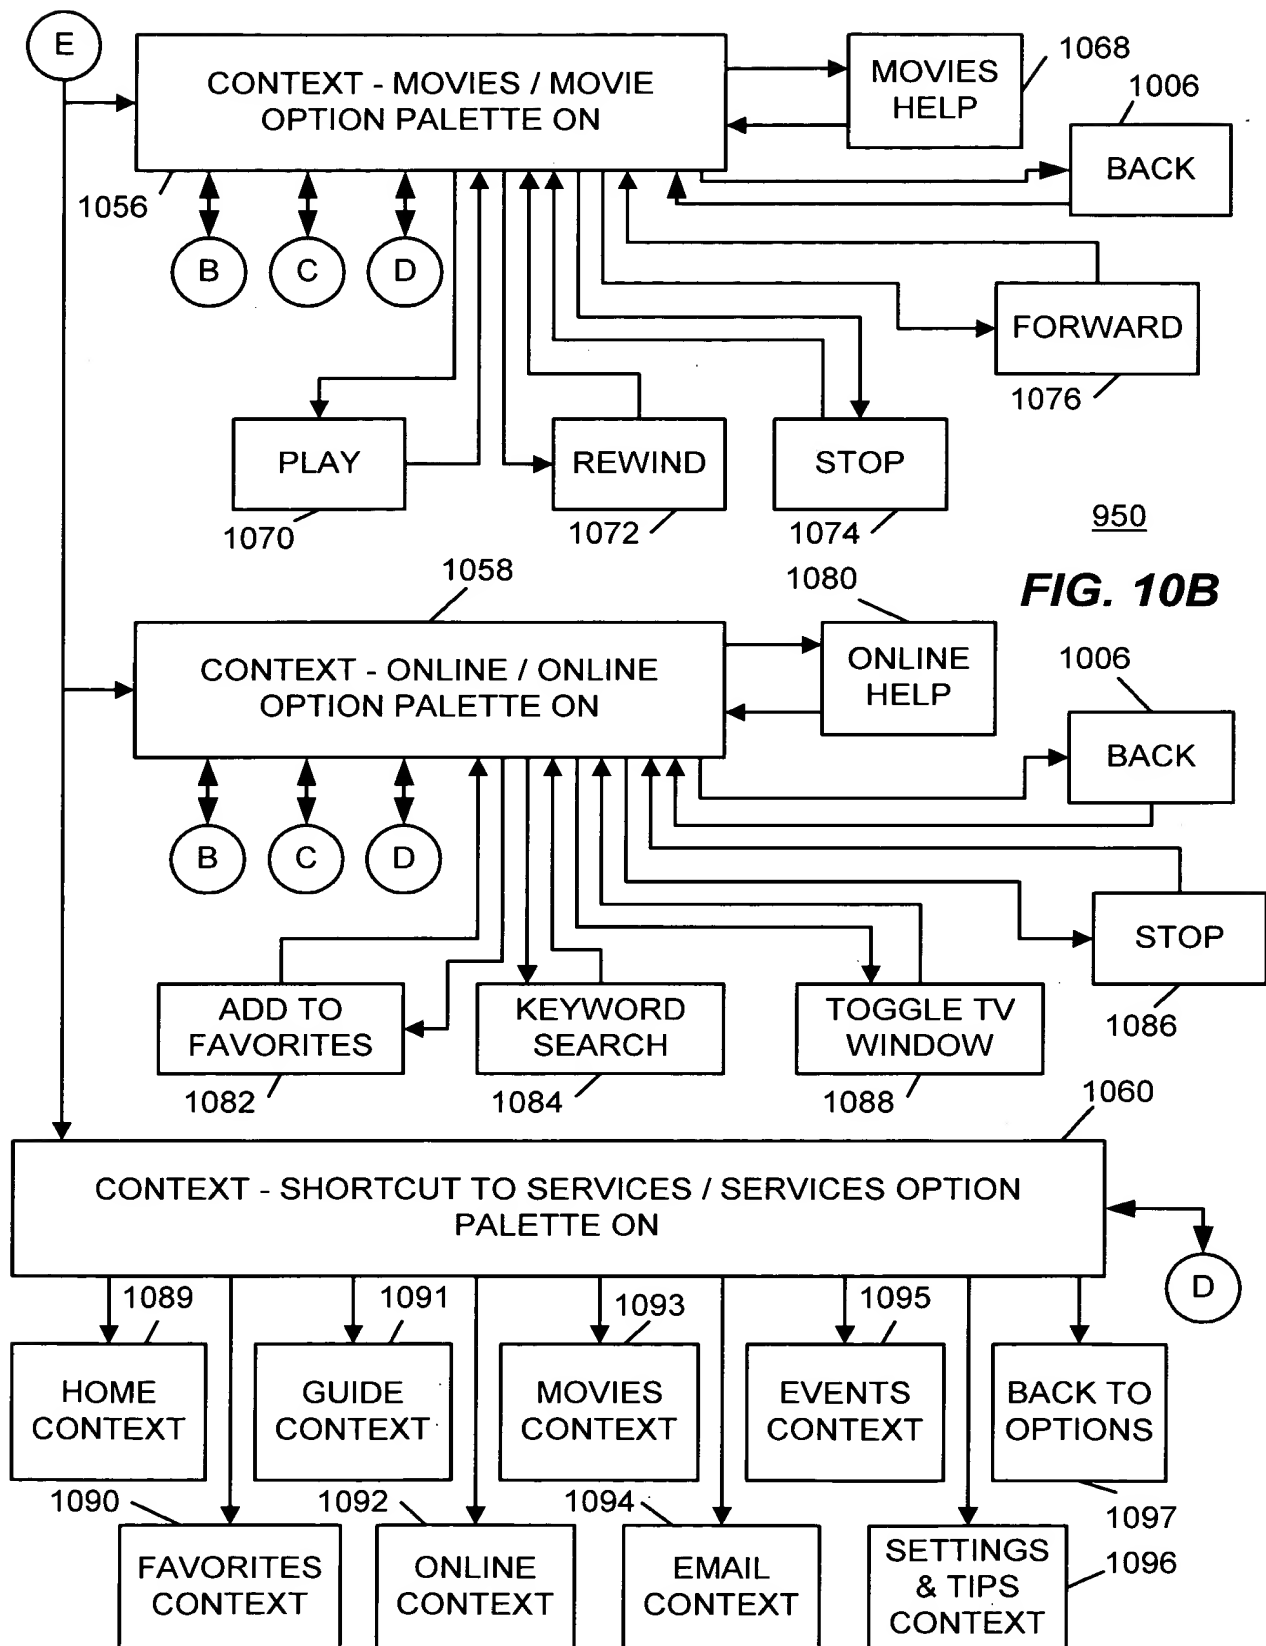 E
CONTEXT - MOVIES / MOVIE
OPTION PALETTE ON
MOVIES
HELP
1068
1006
BACK
1056
B
C
D
FORWARD
1076
PLAY
REWIND
STOP
1070
1072
1074
950
FIG. 10B
1058
1080
CONTEXT - ONLINE / ONLINE
OPTION PALETTE ON
ONLINE
HELP
1006
BACK
B
C
D
STOP
1086
ADD TO
FAVORITES
KEYWORD
SEARCH
TOGGLE TV
WINDOW
1082
1084
1088
1060
CONTEXT - SHORTCUT TO SERVICES / SERVICES OPTION
PALETTE ON
D
1089
1091
1093
1095
HOME
CONTEXT
GUIDE
CONTEXT
MOVIES
CONTEXT
EVENTS
CONTEXT
BACK TO
OPTIONS
1090
1092
1094
1097
FAVORITES
CONTEXT
ONLINE
CONTEXT
EMAIL
CONTEXT
SETTINGS
& TIPS
CONTEXT
1096